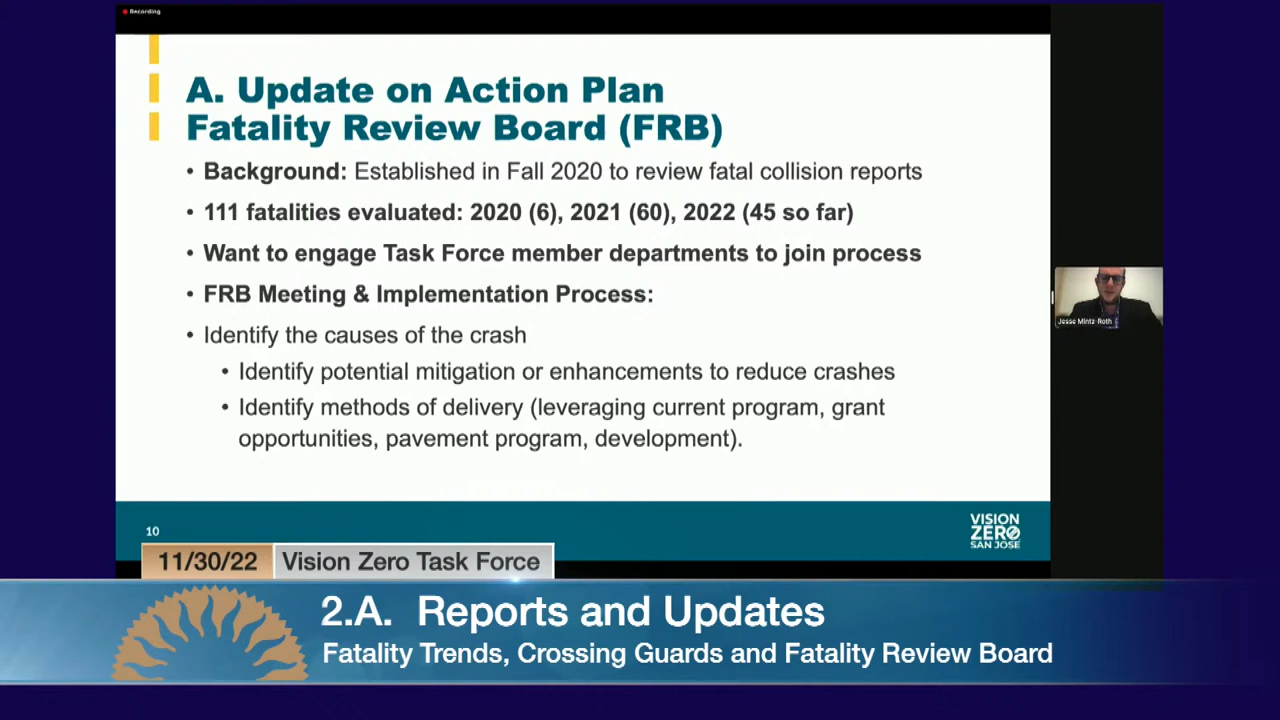 Recording
A. Update on Action Plan
Fatality Review Board (FRB)
• Background: Established in Fall 2020 to review fatal collision reports
• 111 fatalities evaluated: 2020 (6), 2021 (60), 2022 (45 so far)
• Want to engage Task Force member departments to join process
• FRB Meeting & Implementation Process:
• Identify the causes of the crash
• Identify potential mitigation or enhancements to reduce crashes
• Identify methods of delivery (leveraging current program, grant
opportunities, pavement program, development).
Jesse Mintz-Roth
10
VISION
ZERO
SAN JOSE
11/30/22 Vision Zero Task Force
2.A. Reports and Updates
Fatality Trends, Crossing Guards and Fatality Review Board